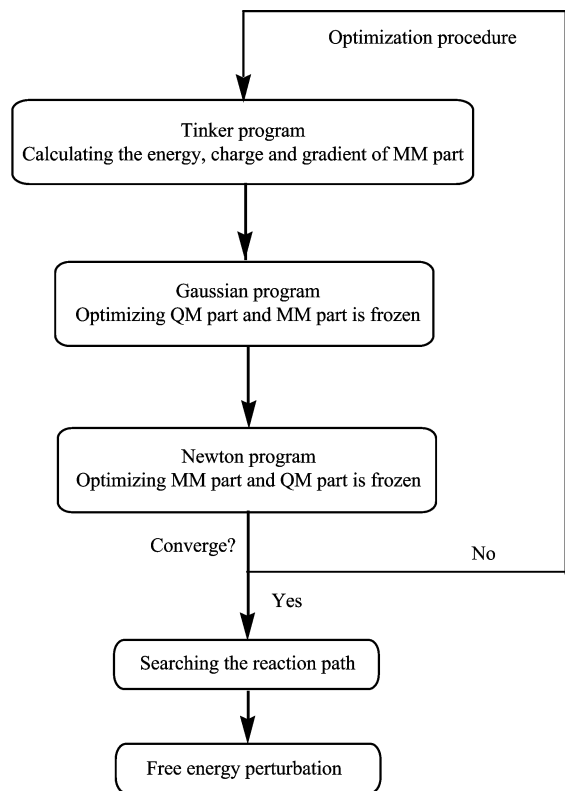 Optimization procedure
Tinker program
Calculating the energy, charge and gradient of MM part
Gaussian program
Optimizing QM part and MM part is frozen
Newton program
Optimizing MM part and QM part is frozen
Converge?
No
Yes
Searching the reaction path
Free energy perturbation